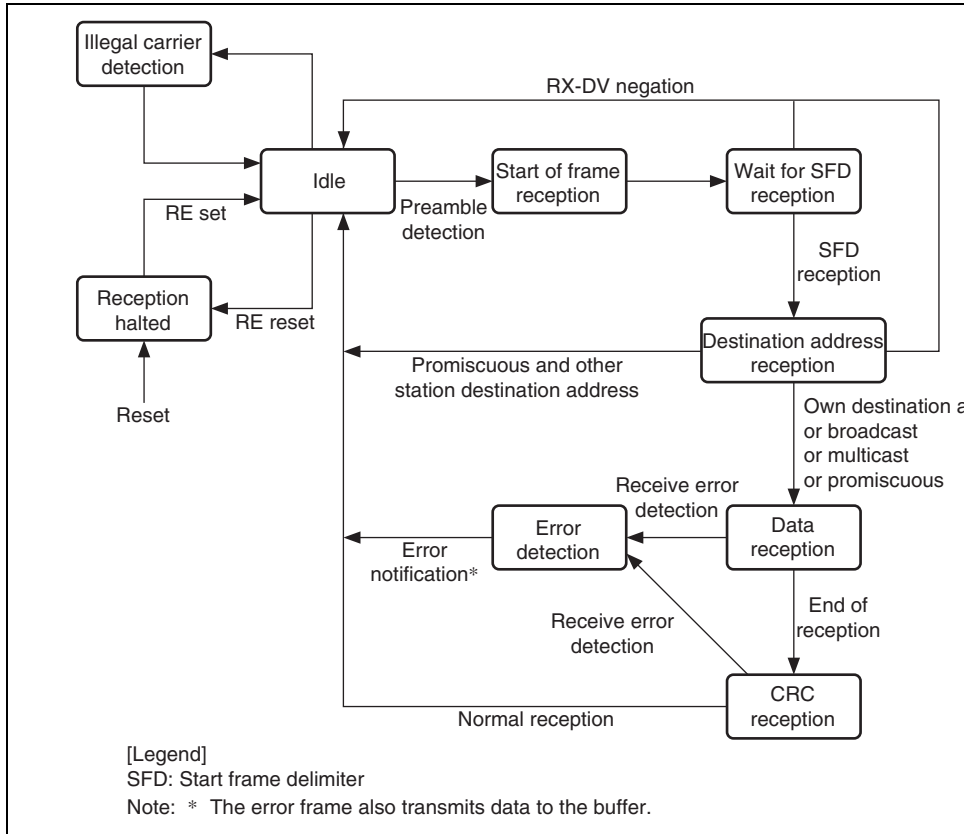 Illegal carrier
detection
RX-DV negation
Idle
Start of frame
reception
Wait for SFD
reception
Preamble
detection
RE set
SFD
reception
Reception
halted
RE reset
Destination address
reception
Promiscuous and other
station destination address
Reset
Own destination a
or broadcast
or multicast
or promiscuous
Receive error
detection
Error
detection
Data
reception
Error
notification*
End of
reception
Receive error
detection
CRC
reception
Normal reception
[Legend]
SFD: Start frame delimiter
Note: * The error frame also transmits data to the buffer.